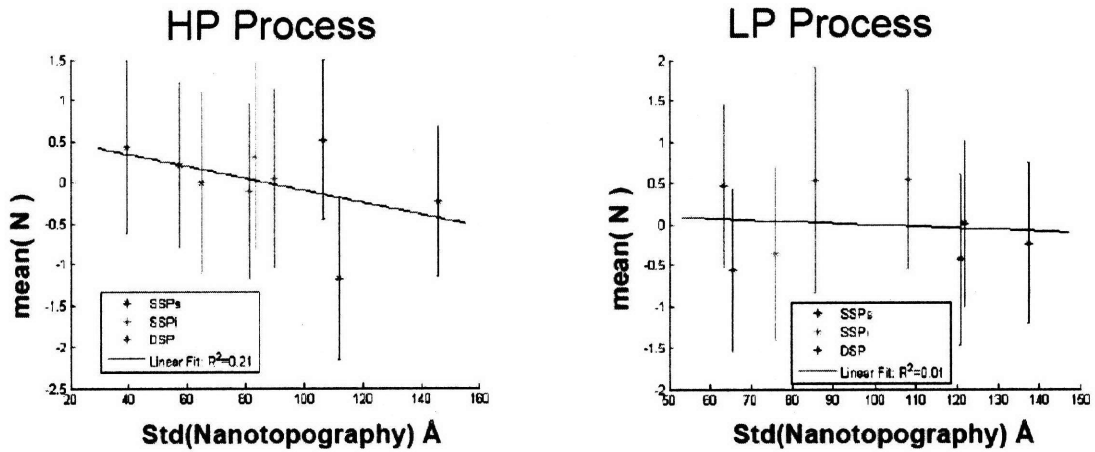 HP Process
1.5
1
0.5
0
-0.5
-1
-1.5
-2
-2.5
mean( N )
SSPs
SSPi
DSP
Linear Fit: R²=0.21
20 40 60 80 100 120 140 160
Std(Nanotopography) Å
LP Process
2
1.5
1
0.5
0
-0.5
-1
-1.5
-2
mean( N )
SSPs
SSPi
DSP
Linear Fit: R²=0.01
50 60 70 80 90 100 110 120 130 140 150
Std(Nanotopography) Å